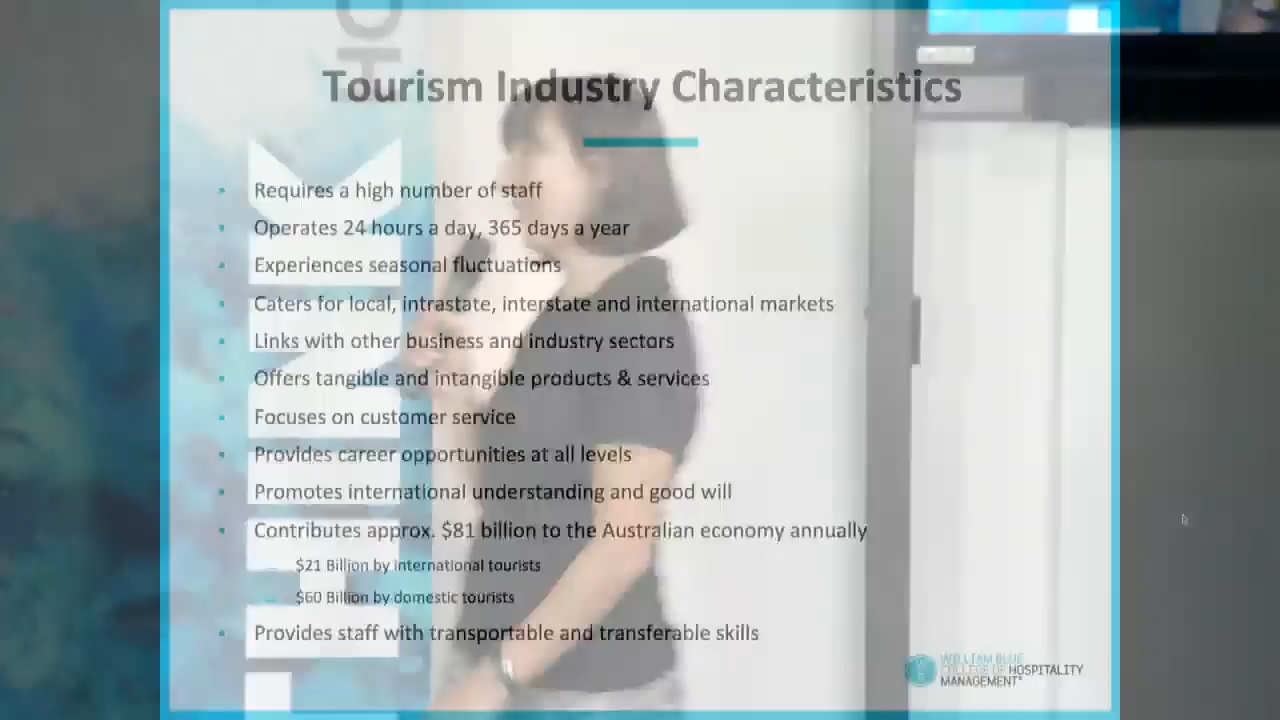 Tourism Industry Characteristics
Requires a high number of staff
Operates 24 hours a day, 365 days a year
Experiences seasonal fluctuations
Caters for local, intrastate, interstate and international markets
Links with other business and industry sectors
Offers tangible and intangible products & services
Focuses on customer service
Provides career opportunities at all levels
Promotes international understanding and good will
Contributes approx. $81 billion to the Australian economy annually
$21 Billion by international tourists
$60 Billion by domestic tourists
Provides staff with transportable and transferable skills
WILLIAM BLUE
COLLEGE OF HOSPITALITY
MANAGEMENT